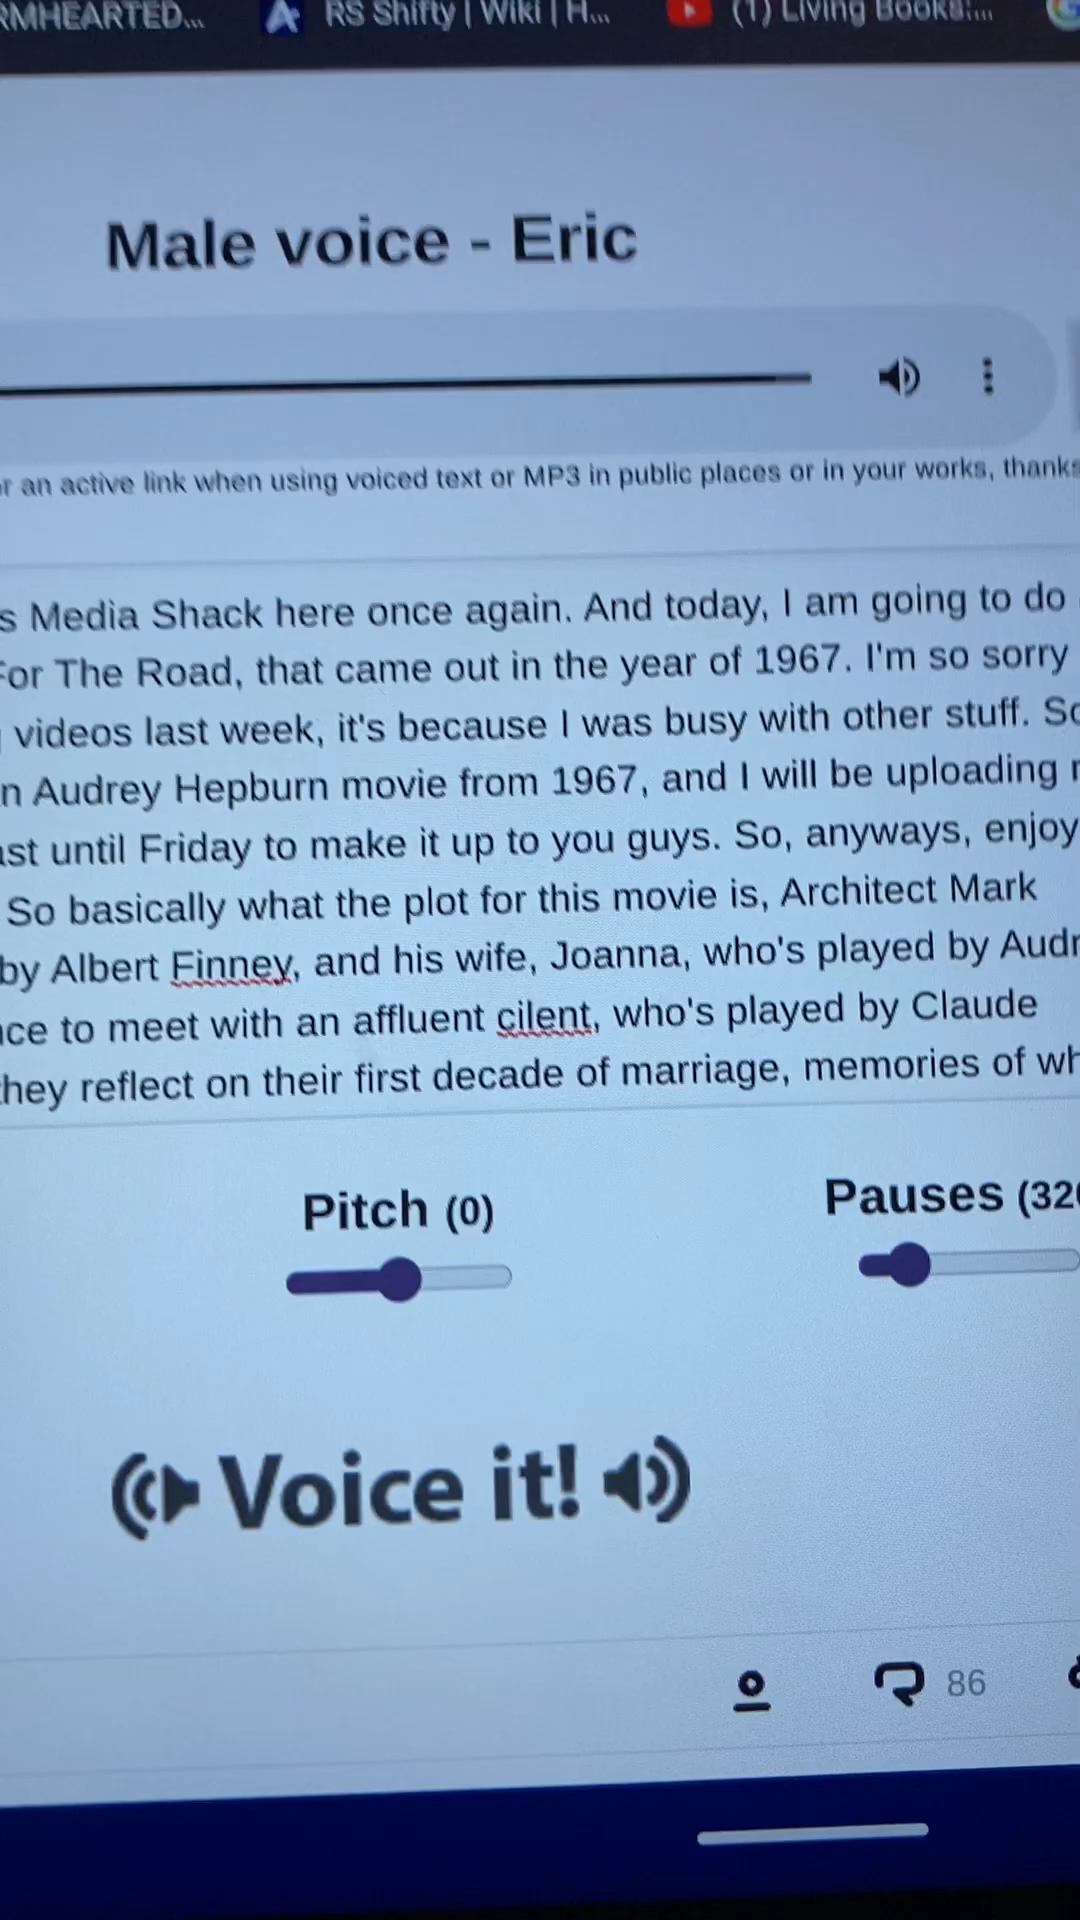 RMHEARTED... RS Shifty | Wiki | H... (1) Living Books:...
Male voice - Eric
an active link when using voiced text or MP3 in public places or in your works, thanks
s Media Shack here once again. And today, I am going to do
For The Road, that came out in the year of 1967. I'm so sorry
videos last week, it's because I was busy with other stuff. So
n Audrey Hepburn movie from 1967, and I will be uploading
ast until Friday to make it up to you guys. So, anyways, enjoy
So basically what the plot for this movie is, Architect Mark
by Albert Finney, and his wife, Joanna, who's played by Audr
nce to meet with an affluent cilent, who's played by Claude
they reflect on their first decade of marriage, memories of wh
Pitch (0) Pauses (320
Voice it!
86